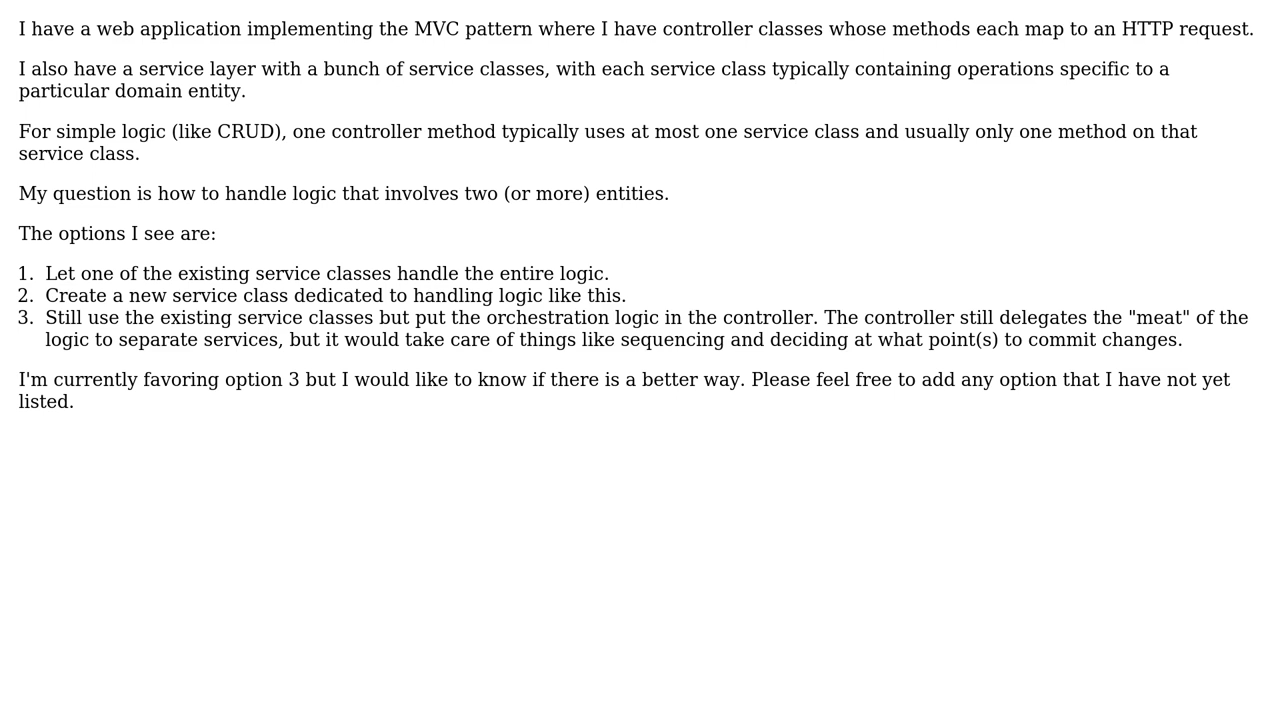 I have a web application implementing the MVC pattern where I have controller classes whose methods each map to an HTTP request.
I also have a service layer with a bunch of service classes, with each service class typically containing operations specific to a
particular domain entity.
For simple logic (like CRUD), one controller method typically uses at most one service class and usually only one method on that
service class.
My question is how to handle logic that involves two (or more) entities.
The options I see are:
1. Let one of the existing service classes handle the entire logic.
2. Create a new service class dedicated to handling logic like this.
3. Still use the existing service classes but put the orchestration logic in the controller. The controller still delegates the "meat" of the
logic to separate services, but it would take care of things like sequencing and deciding at what point(s) to commit changes.
I'm currently favoring option 3 but I would like to know if there is a better way. Please feel free to add any option that I have not yet
listed.